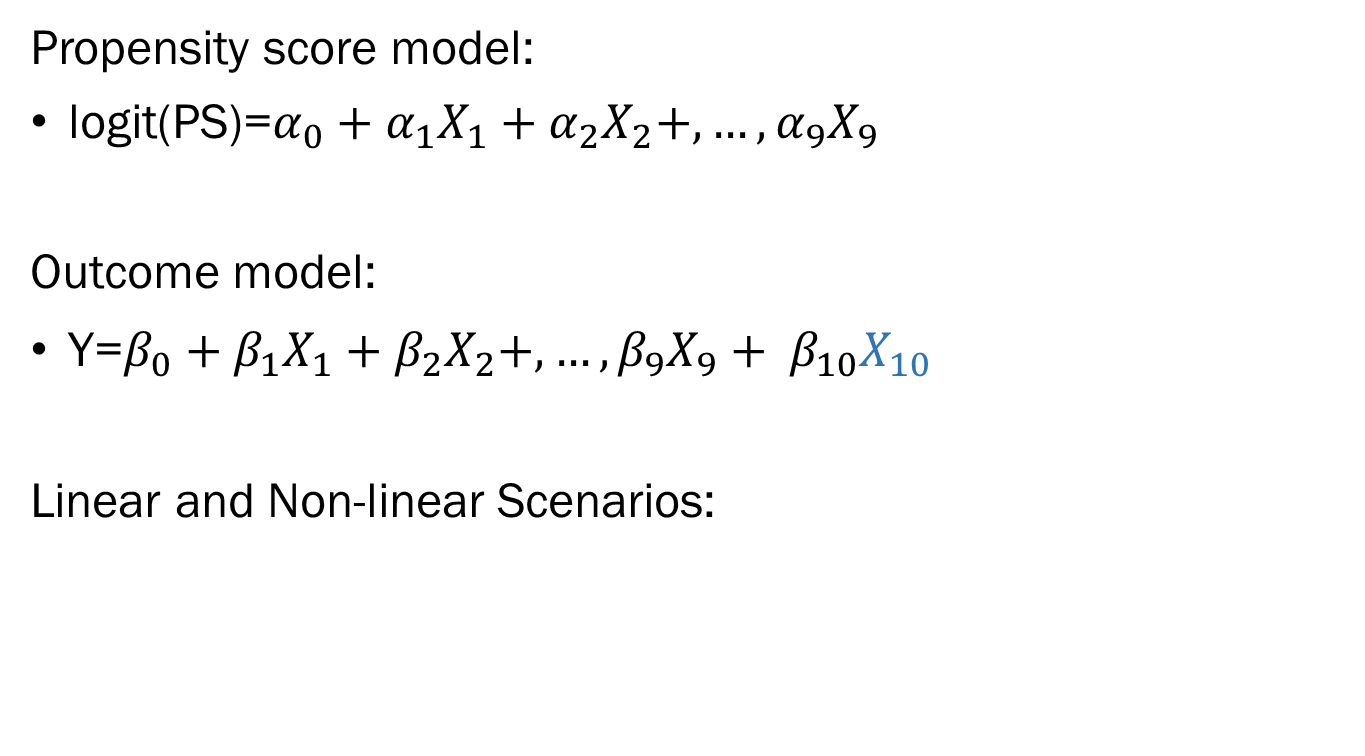 Propensity score model:
• logit(PS)=𝛼₀ + 𝛼₁𝑋₁ + 𝛼₂𝑋₂+, … , 𝛼₉𝑋₉
Outcome model:
• Y=𝛽₀ + 𝛽₁𝑋₁ + 𝛽₂𝑋₂+, … , 𝛽₉𝑋₉ + 𝛽₁₀𝑋₁₀
Linear and Non-linear Scenarios: